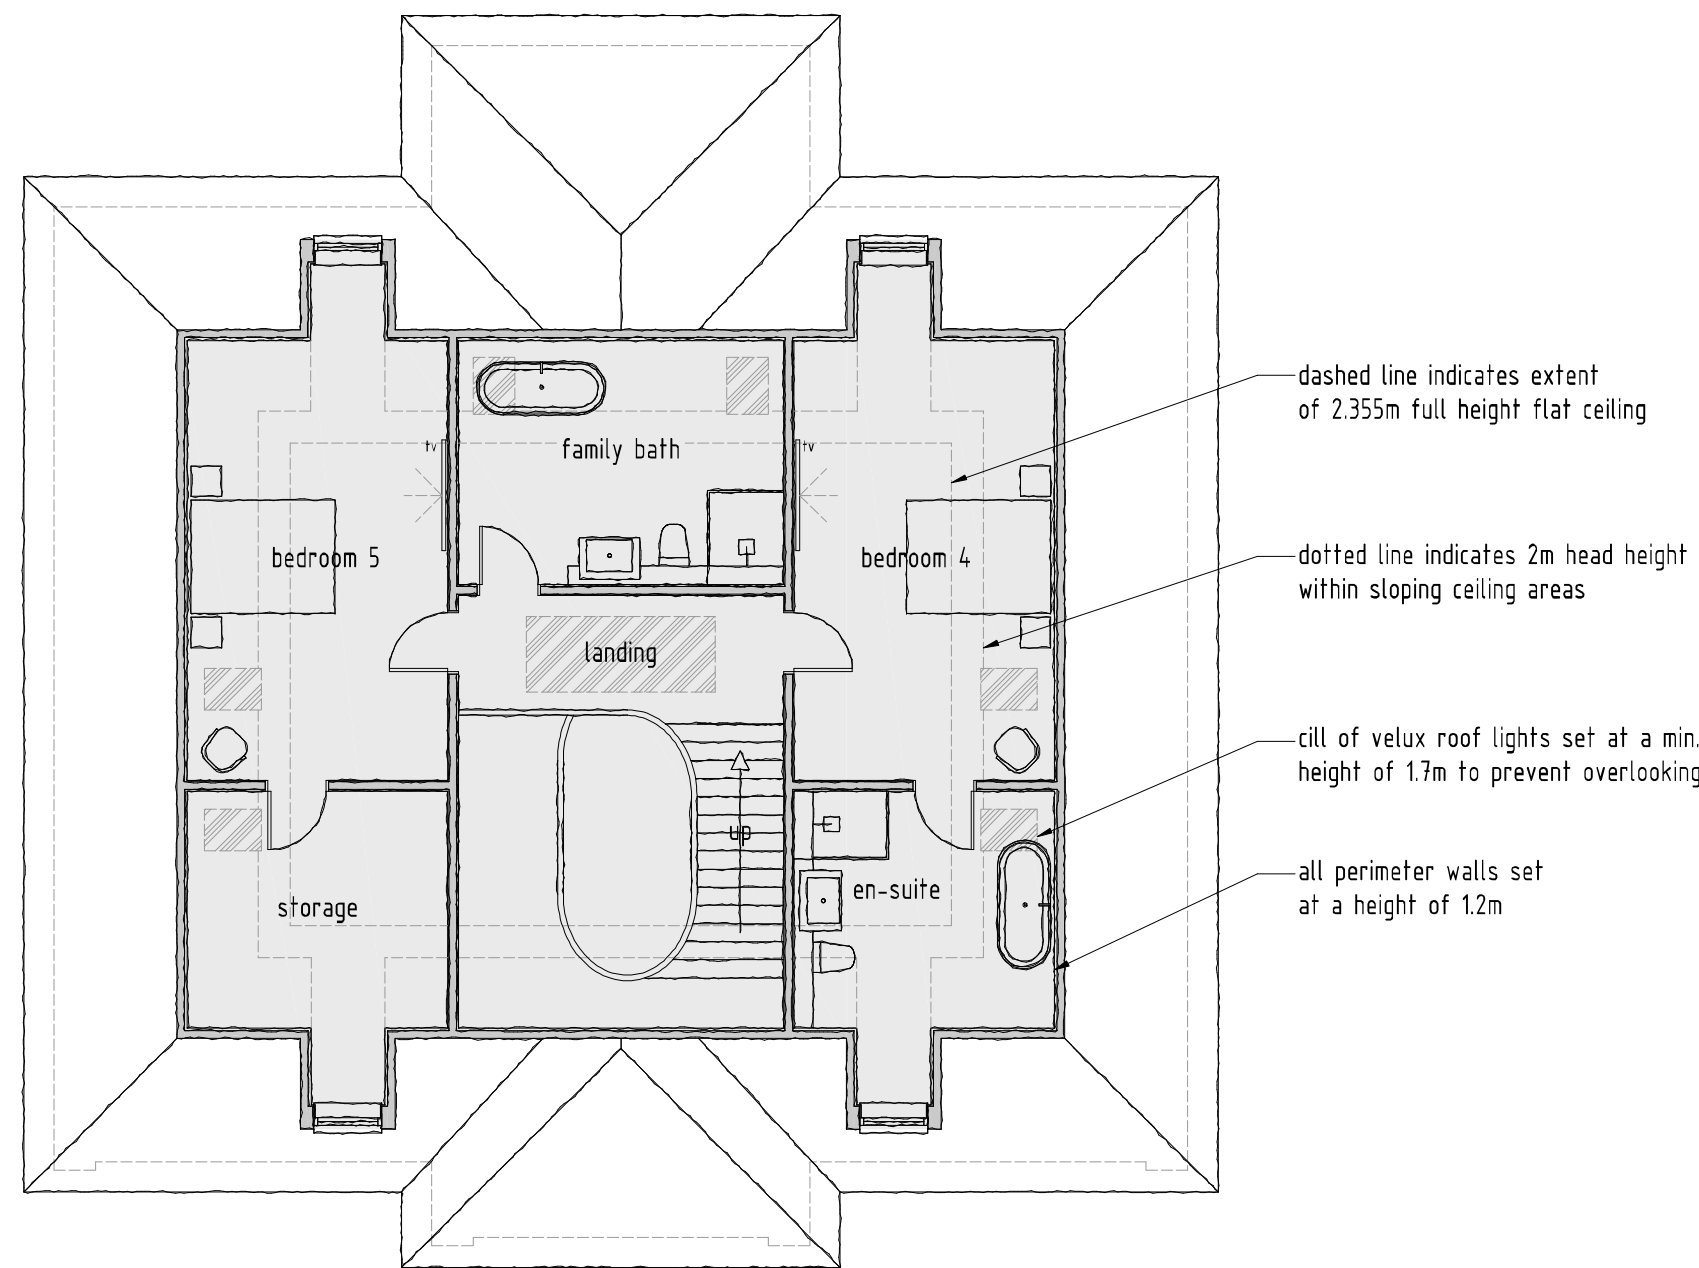 dashed line indicates extent
of 2.355m full height flat ceiling
tv
family bath
tv
bedroom 5
bedroom 4
dotted line indicates 2m head height
within sloping ceiling areas
landing
cill of velux roof lights set at a min.
height of 1.7m to prevent overlooking
up
en-suite
storage
all perimeter walls set
at a height of 1.2m